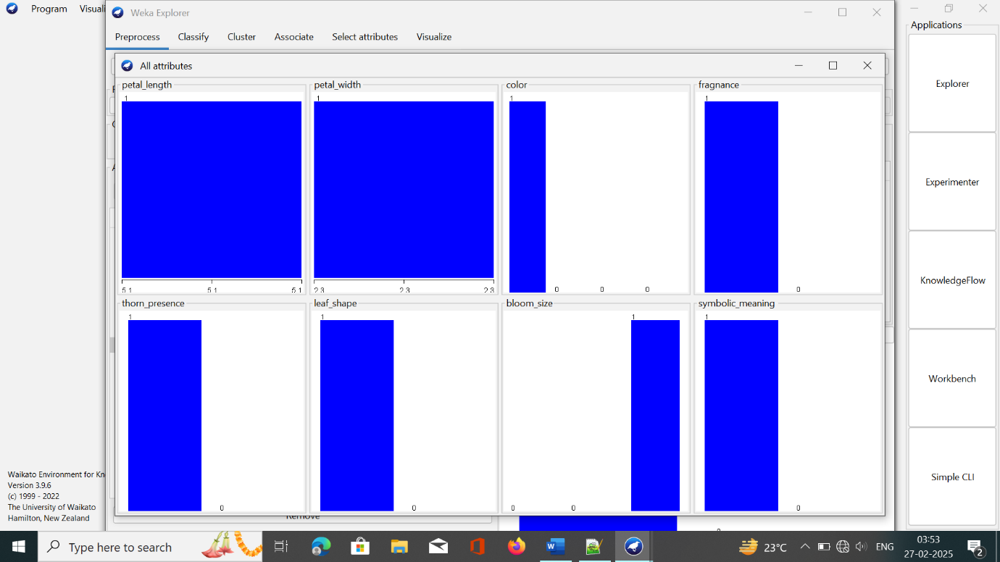 Program Visuali
Weka Explorer
Preprocess Classify Cluster Associate Select attributes Visualize
Applications
All attributes
petal_length
1
5.1 5.1 5.1
petal_width
1
2.3 2.3 2.3
color
1 0 0 0
fragnance
1 0
thorn_presence
1 0
leaf_shape
1 0
bloom_size
0 0 1
symbolic_meaning
1 0
Remove
Explorer
Experimenter
KnowledgeFlow
Workbench
Simple CLI
Waikato Environment for Kn
Version 3.9.6
(c) 1999 - 2022
The University of Waikato
Hamilton, New Zealand
Type here to search
23°C
ENG
03:53
27-02-2025
2